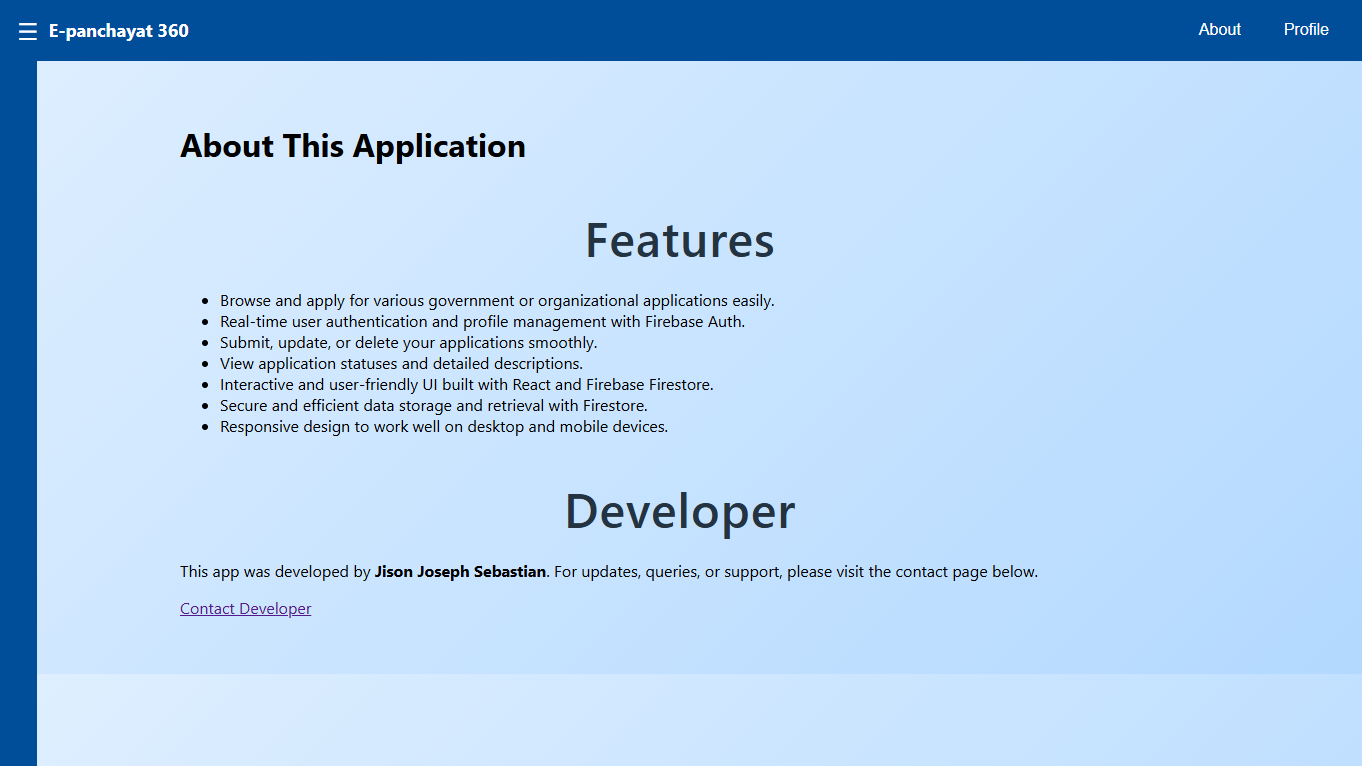 ☰ E-panchayat 360 About Profile
About This Application
Features
• Browse and apply for various government or organizational applications easily.
• Real-time user authentication and profile management with Firebase Auth.
• Submit, update, or delete your applications smoothly.
• View application statuses and detailed descriptions.
• Interactive and user-friendly UI built with React and Firebase Firestore.
• Secure and efficient data storage and retrieval with Firestore.
• Responsive design to work well on desktop and mobile devices.
Developer
This app was developed by Jison Joseph Sebastian. For updates, queries, or support, please visit the contact page below.
Contact Developer